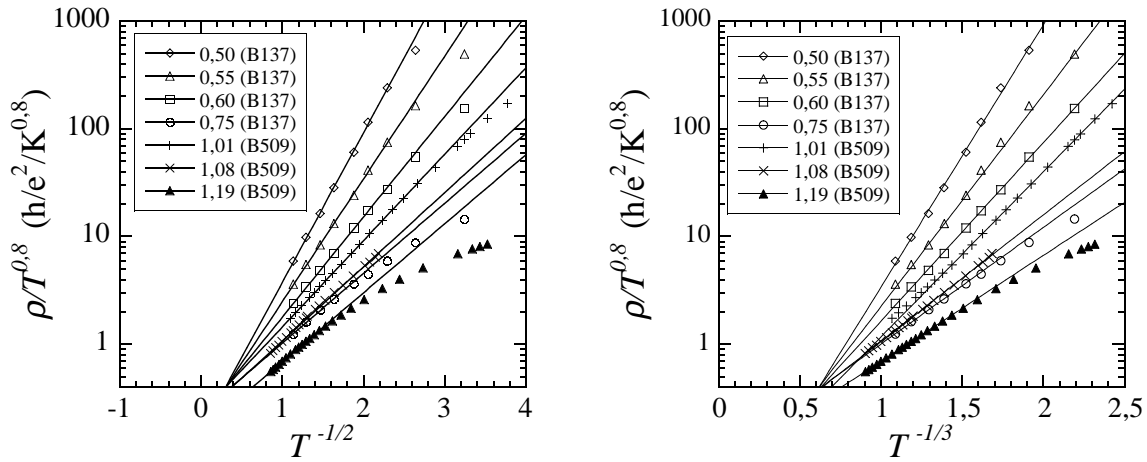 1000
100
10
1
ρ/T^{0,8} (h/e^2/K^{0,8})
0,50 (B137)
0,55 (B137)
0,60 (B137)
0,75 (B137)
1,01 (B509)
1,08 (B509)
1,19 (B509)
-1 0 1 2 3 4
T^{-1/2}
1000
100
10
1
ρ/T^{0,8} (h/e^2/K^{0,8})
0,50 (B137)
0,55 (B137)
0,60 (B137)
0,75 (B137)
1,01 (B509)
1,08 (B509)
1,19 (B509)
0 0,5 1 1,5 2 2,5
T^{-1/3}